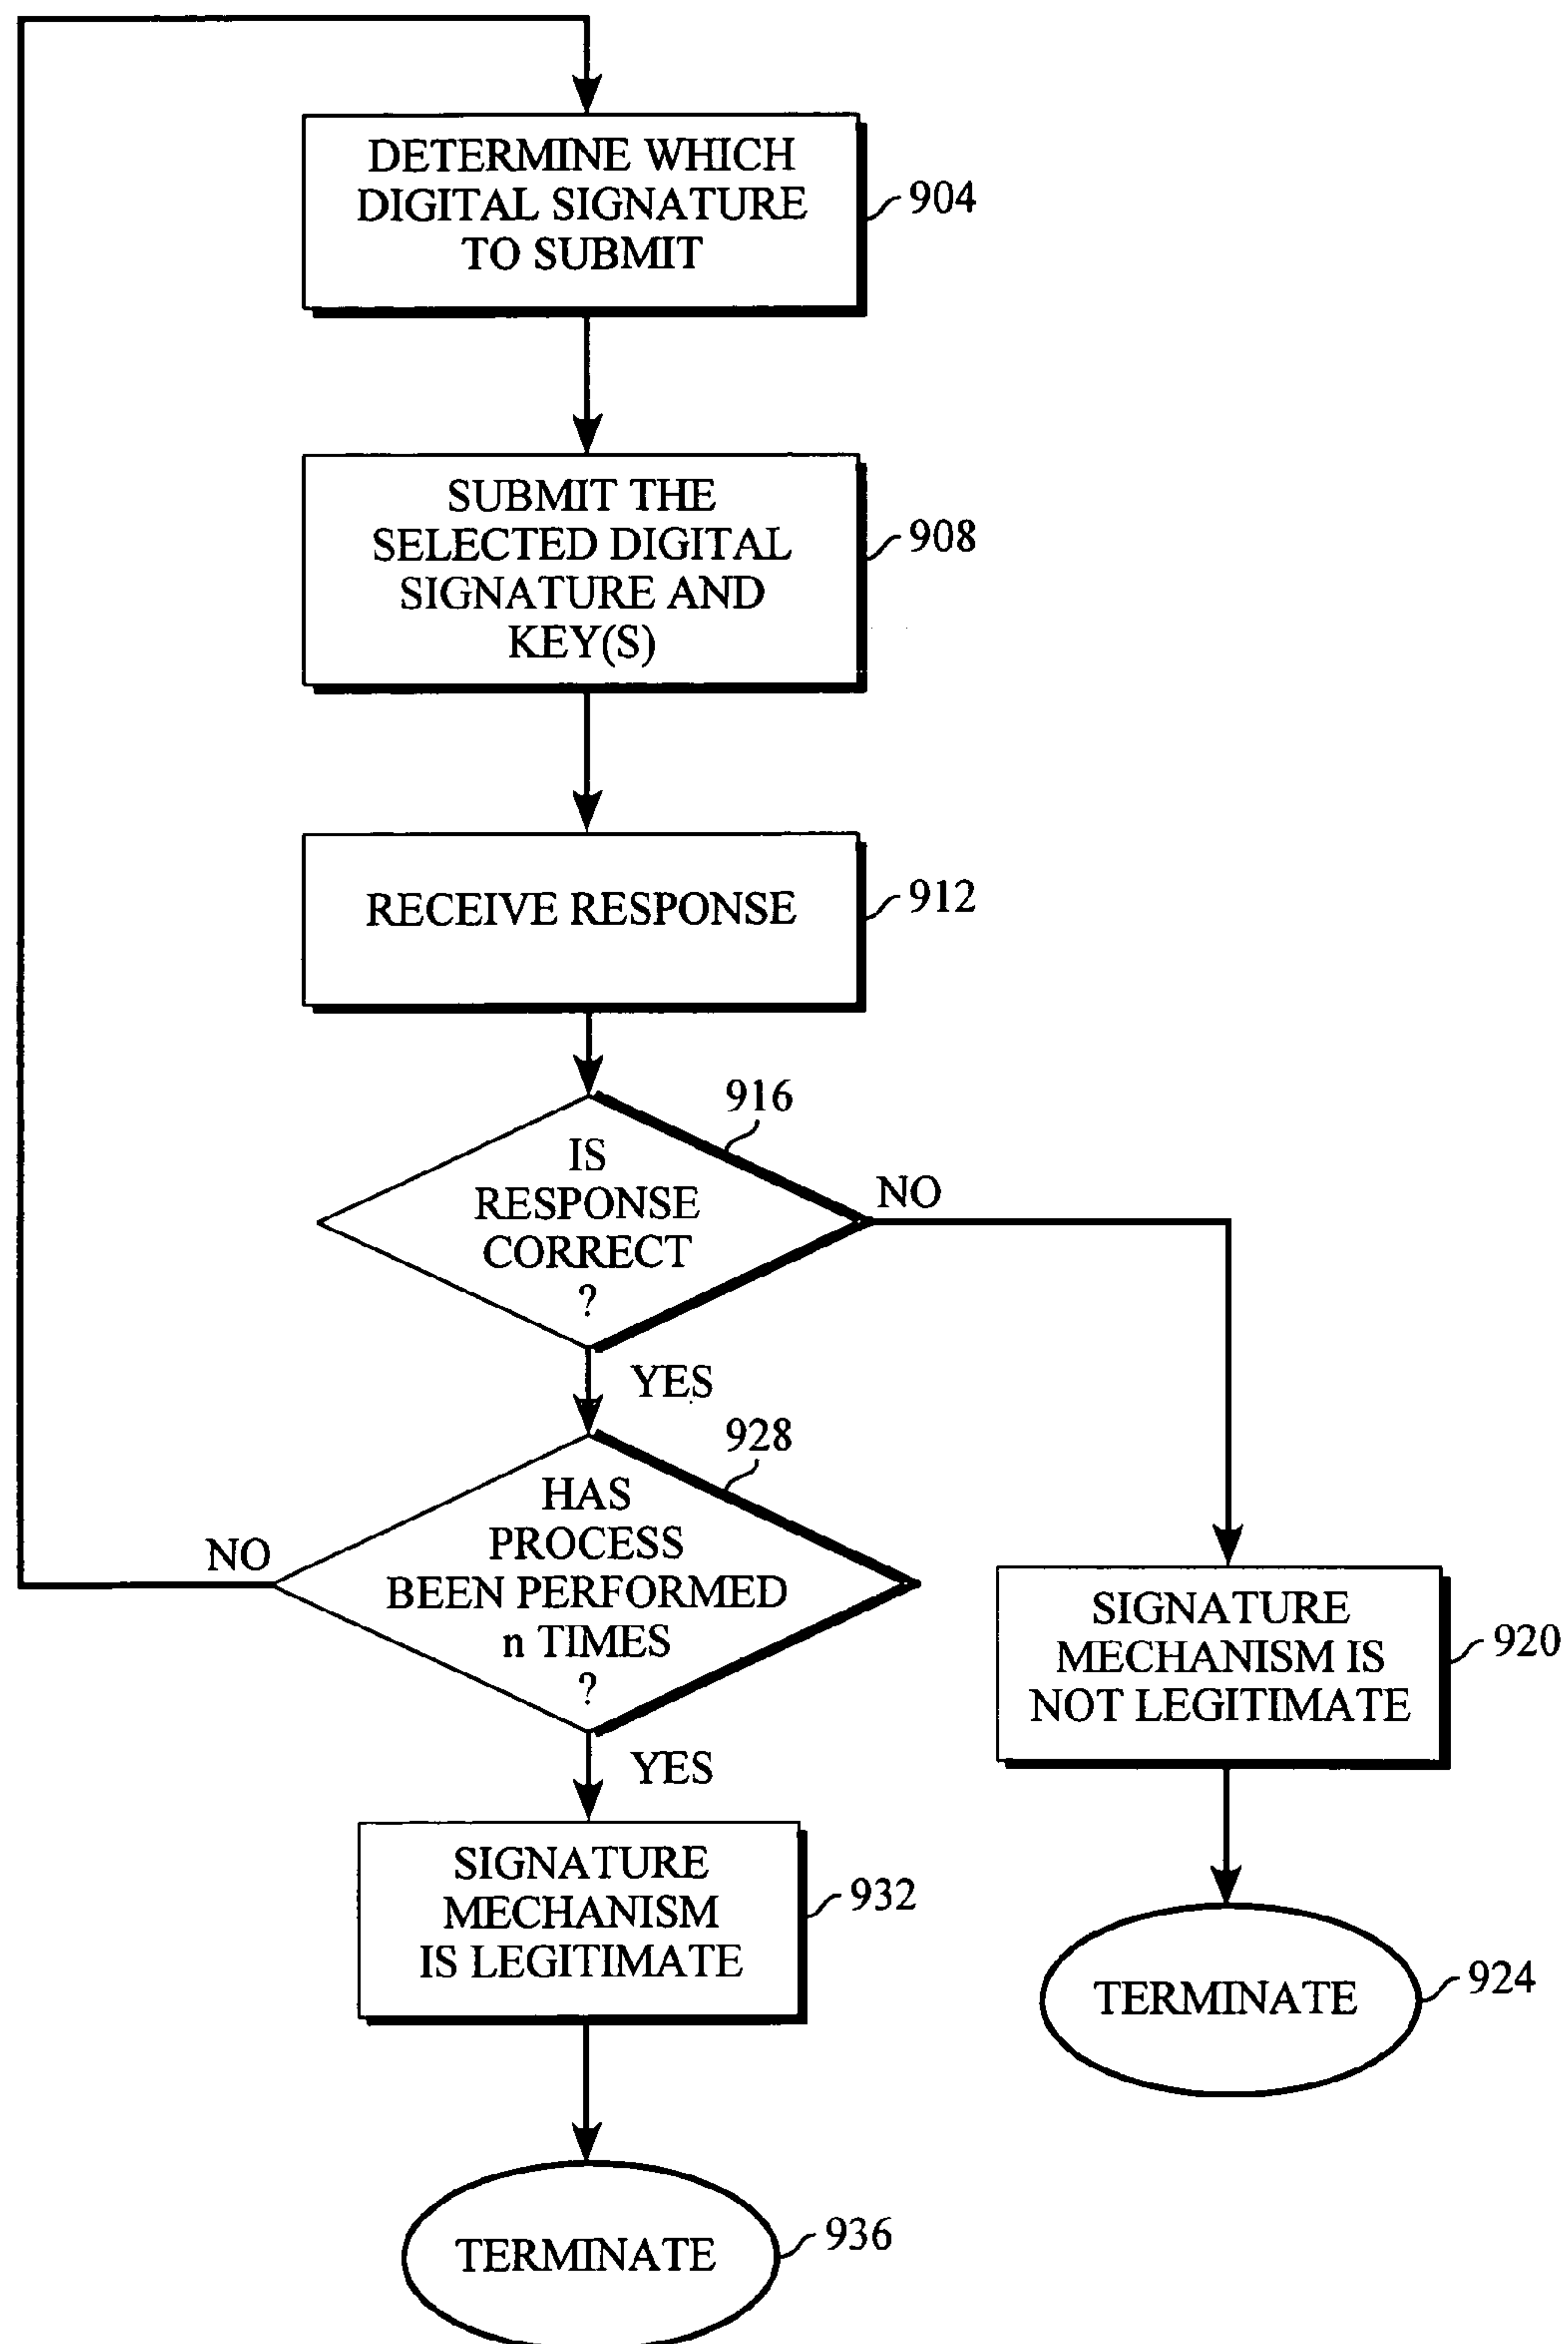 DETERMINE WHICH
DIGITAL SIGNATURE
TO SUBMIT
904
SUBMIT THE
SELECTED DIGITAL
SIGNATURE AND
KEY(S)
908
RECEIVE RESPONSE
912
916
IS
RESPONSE
CORRECT
?
NO
YES
928
HAS
PROCESS
BEEN PERFORMED
n TIMES
?
NO
YES
SIGNATURE
MECHANISM IS
NOT LEGITIMATE
920
SIGNATURE
MECHANISM
IS LEGITIMATE
932
TERMINATE
924
TERMINATE
936